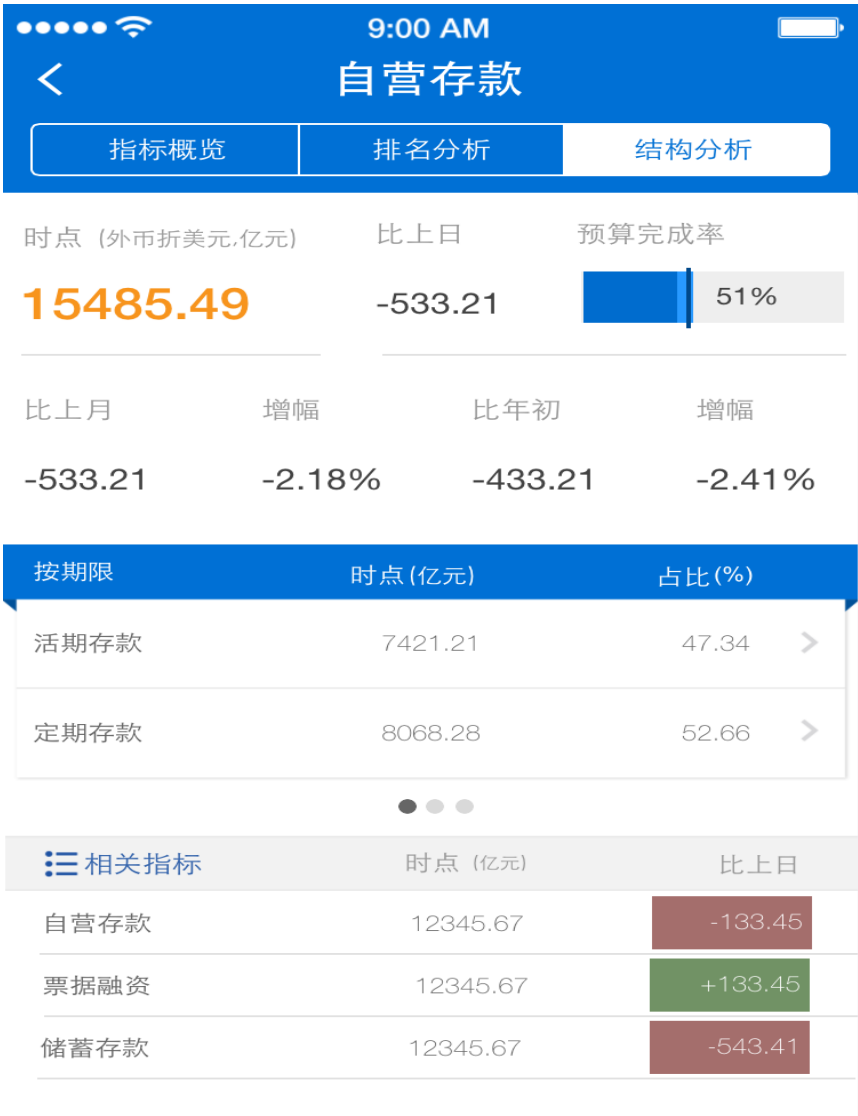 9:00 AM
自营存款
指标概览 排名分析 结构分析
时点 (外币折美元,亿元) 比上日 预算完成率
15485.49 -533.21 51%
比上月 增幅 比年初 增幅
-533.21 -2.18% -433.21 -2.41%
按期限 时点(亿元) 占比(%)
活期存款 7421.21 47.34
定期存款 8068.28 52.66
相关指标 时点 (亿元) 比上日
自营存款 12345.67 -133.45
票据融资 12345.67 +133.45
储蓄存款 12345.67 -543.41